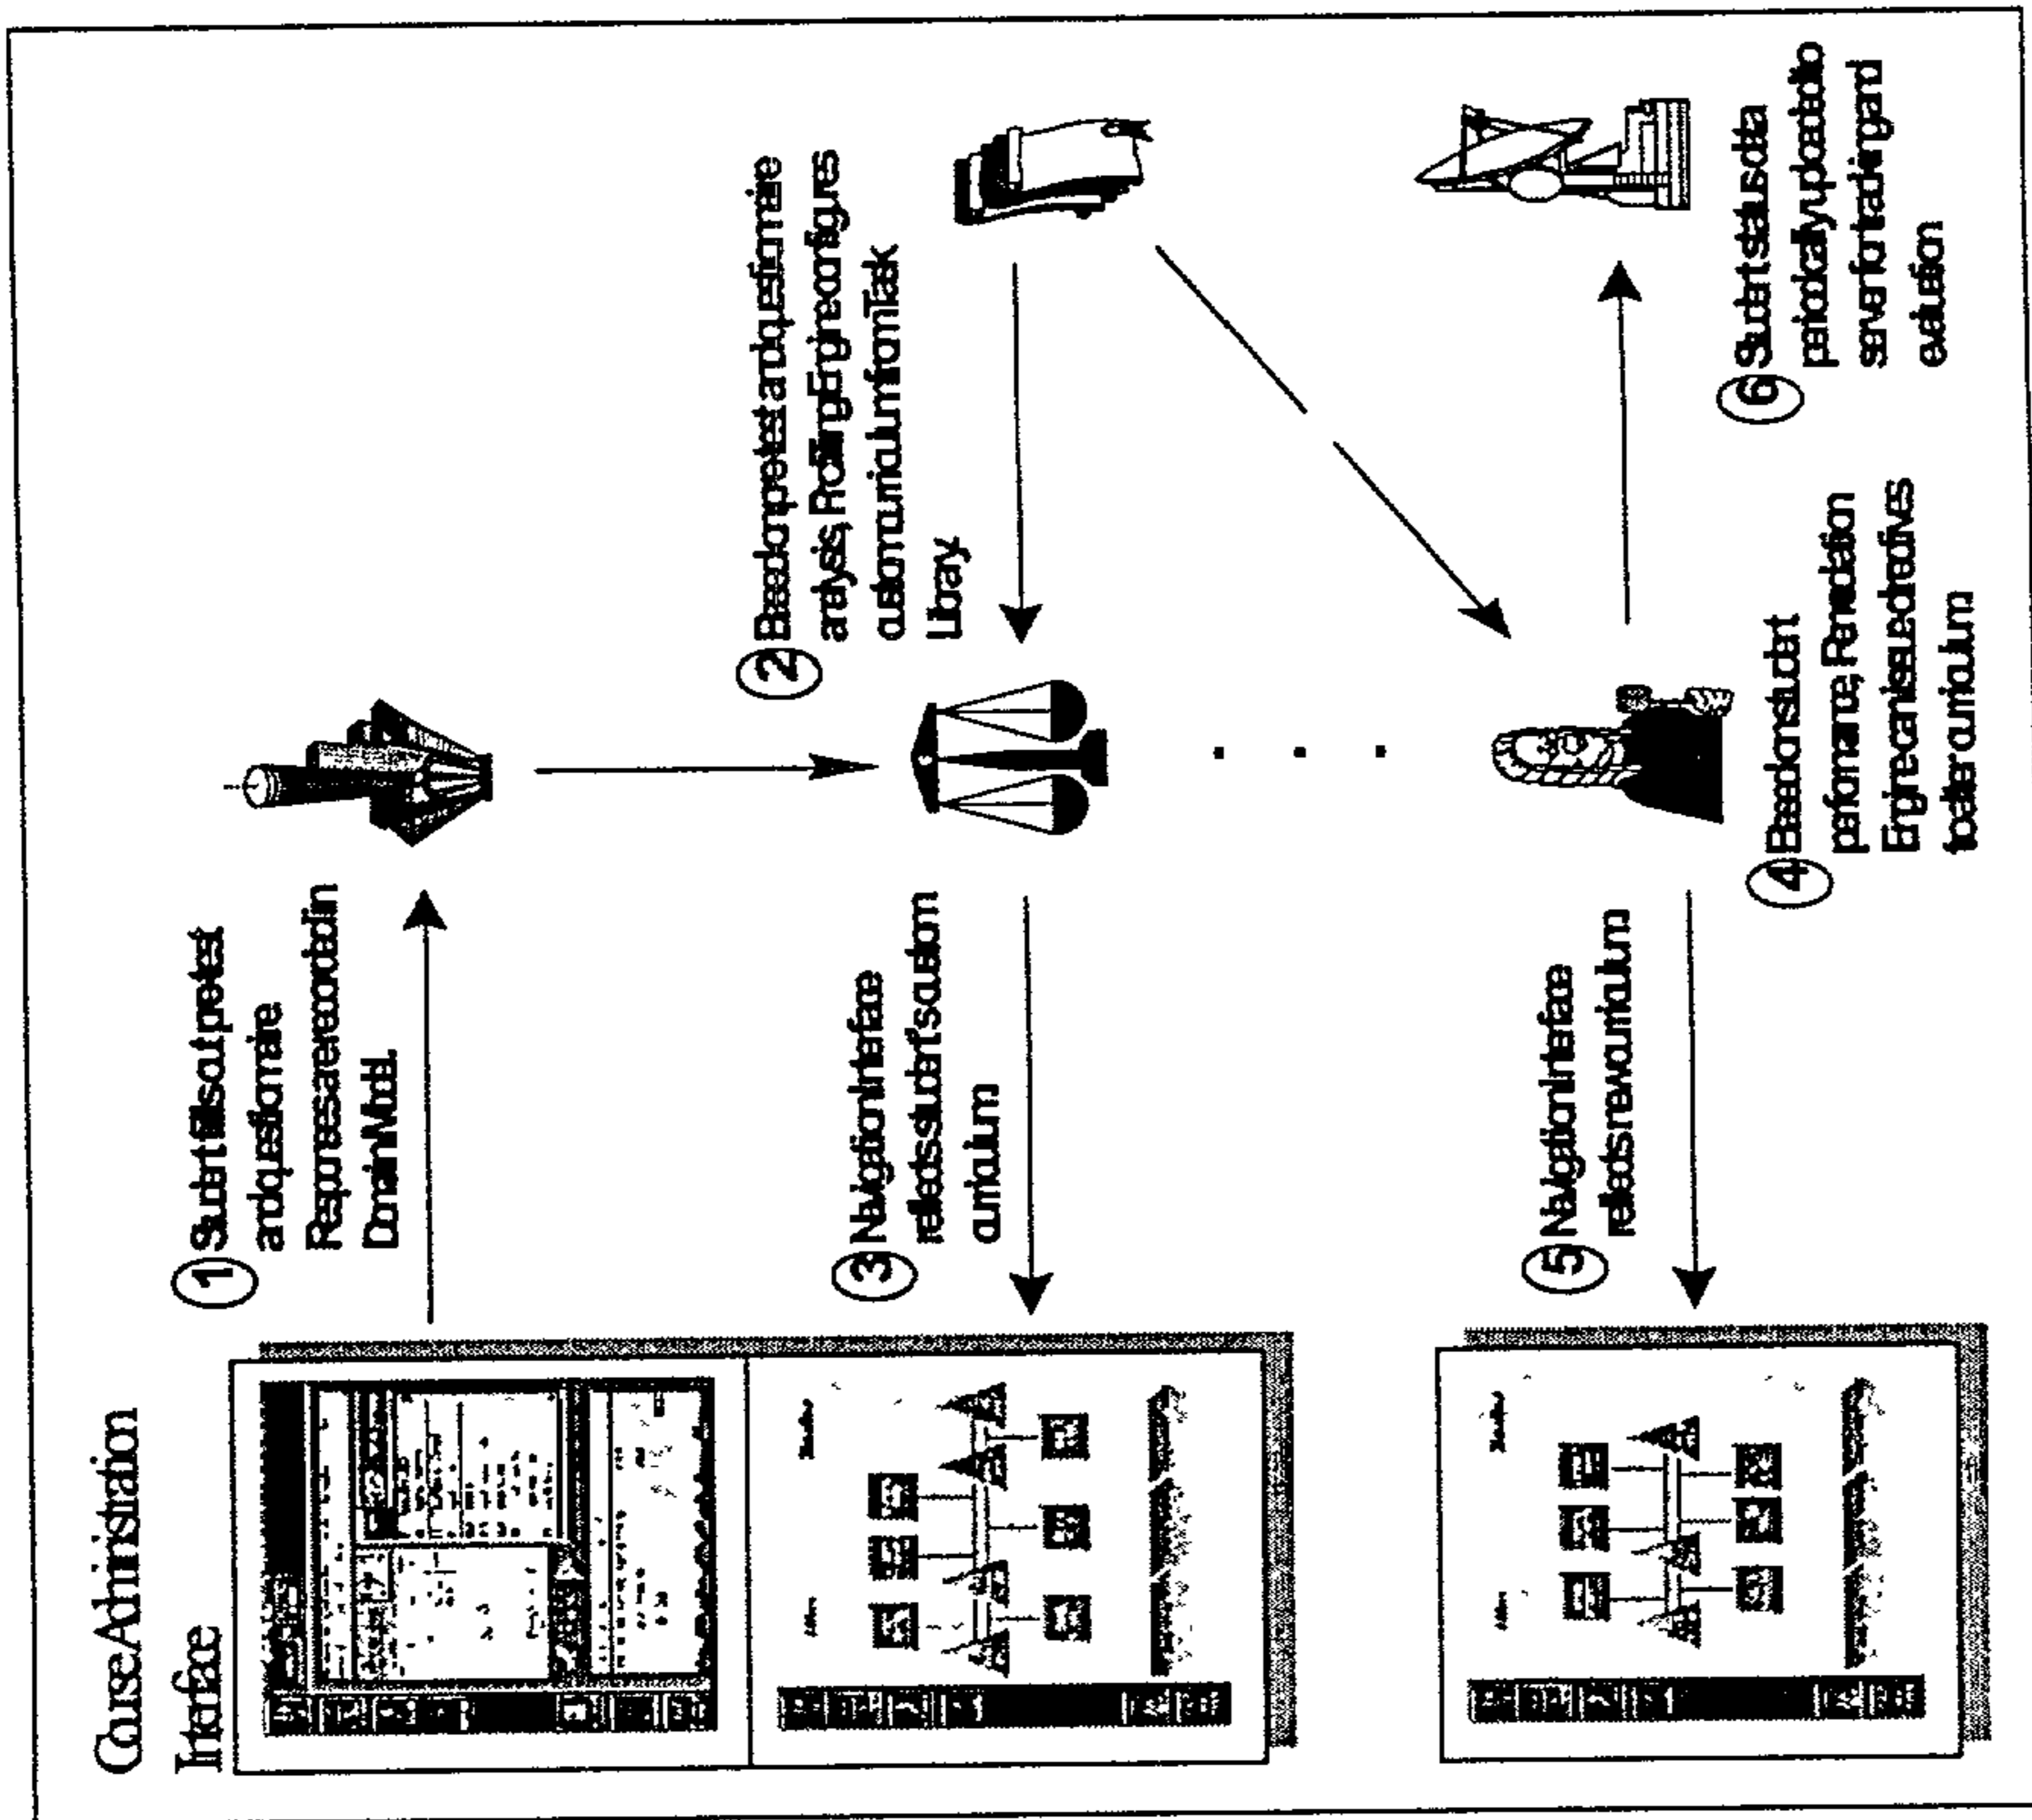 Course Administration
Interface
1 Student fills out pre-test
and questionnaire.
Responses are recorded in
Domain Model.
2 Based on pretest and questionnaire
analysis, Profiling Engine configures
custom curriculum from Task
Library.
3 Navigation Interface
reflects student's custom
curriculum
4 Based on student
performance, Remediation
Engine can issue directives
to alter curriculum
5 Navigation Interface
reflects new curriculum
6 Student status data
periodically uploaded to
server for tracking and
evaluation